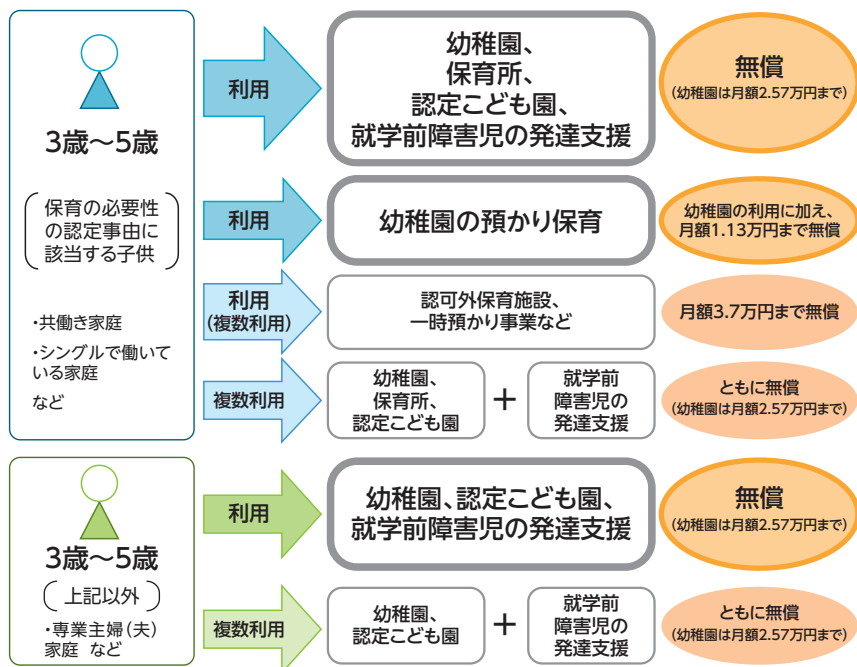 3歳～5歳
保育の必要性
の認定事由に
該当する子供
・共働き家庭
・シングルで働いて
いる家庭
など
利用
幼稚園、
保育所、
認定こども園、
就学前障害児の発達支援
無償
(幼稚園は月額2.57万円まで)
利用
幼稚園の預かり保育
幼稚園の利用に加え、
月額1.13万円まで無償
利用
(複数利用)
認可外保育施設、
一時預かり事業など
月額3.7万円まで無償
複数利用
幼稚園、
保育所、
認定こども園
+
就学前
障害児の
発達支援
ともに無償
(幼稚園は月額2.57万円まで)
3歳～5歳
上記以外
・専業主婦(夫)
家庭 など
利用
幼稚園、認定こども園、
就学前障害児の発達支援
無償
(幼稚園は月額2.57万円まで)
複数利用
幼稚園、
認定こども園
+
就学前
障害児の
発達支援
ともに無償
(幼稚園は月額2.57万円まで)